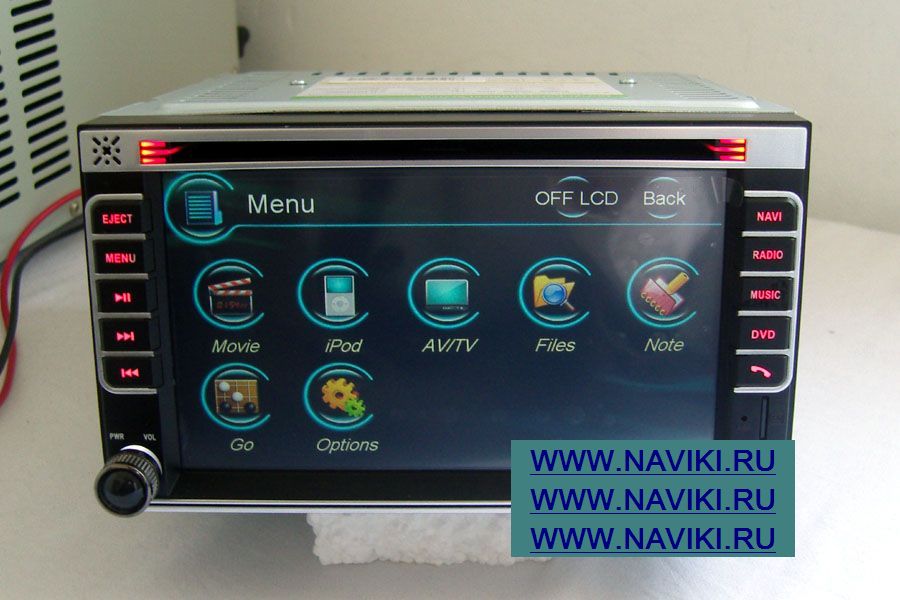 Menu
OFF LCD
Back
EJECT
MENU
NAVI
RADIO
MUSIC
DVD
Movie
iPod
AV/TV
Files
Note
Go
Options
PWR
VOL
WWW.NAVIKI.RU
WWW.NAVIKI.RU
WWW.NAVIKI.RU